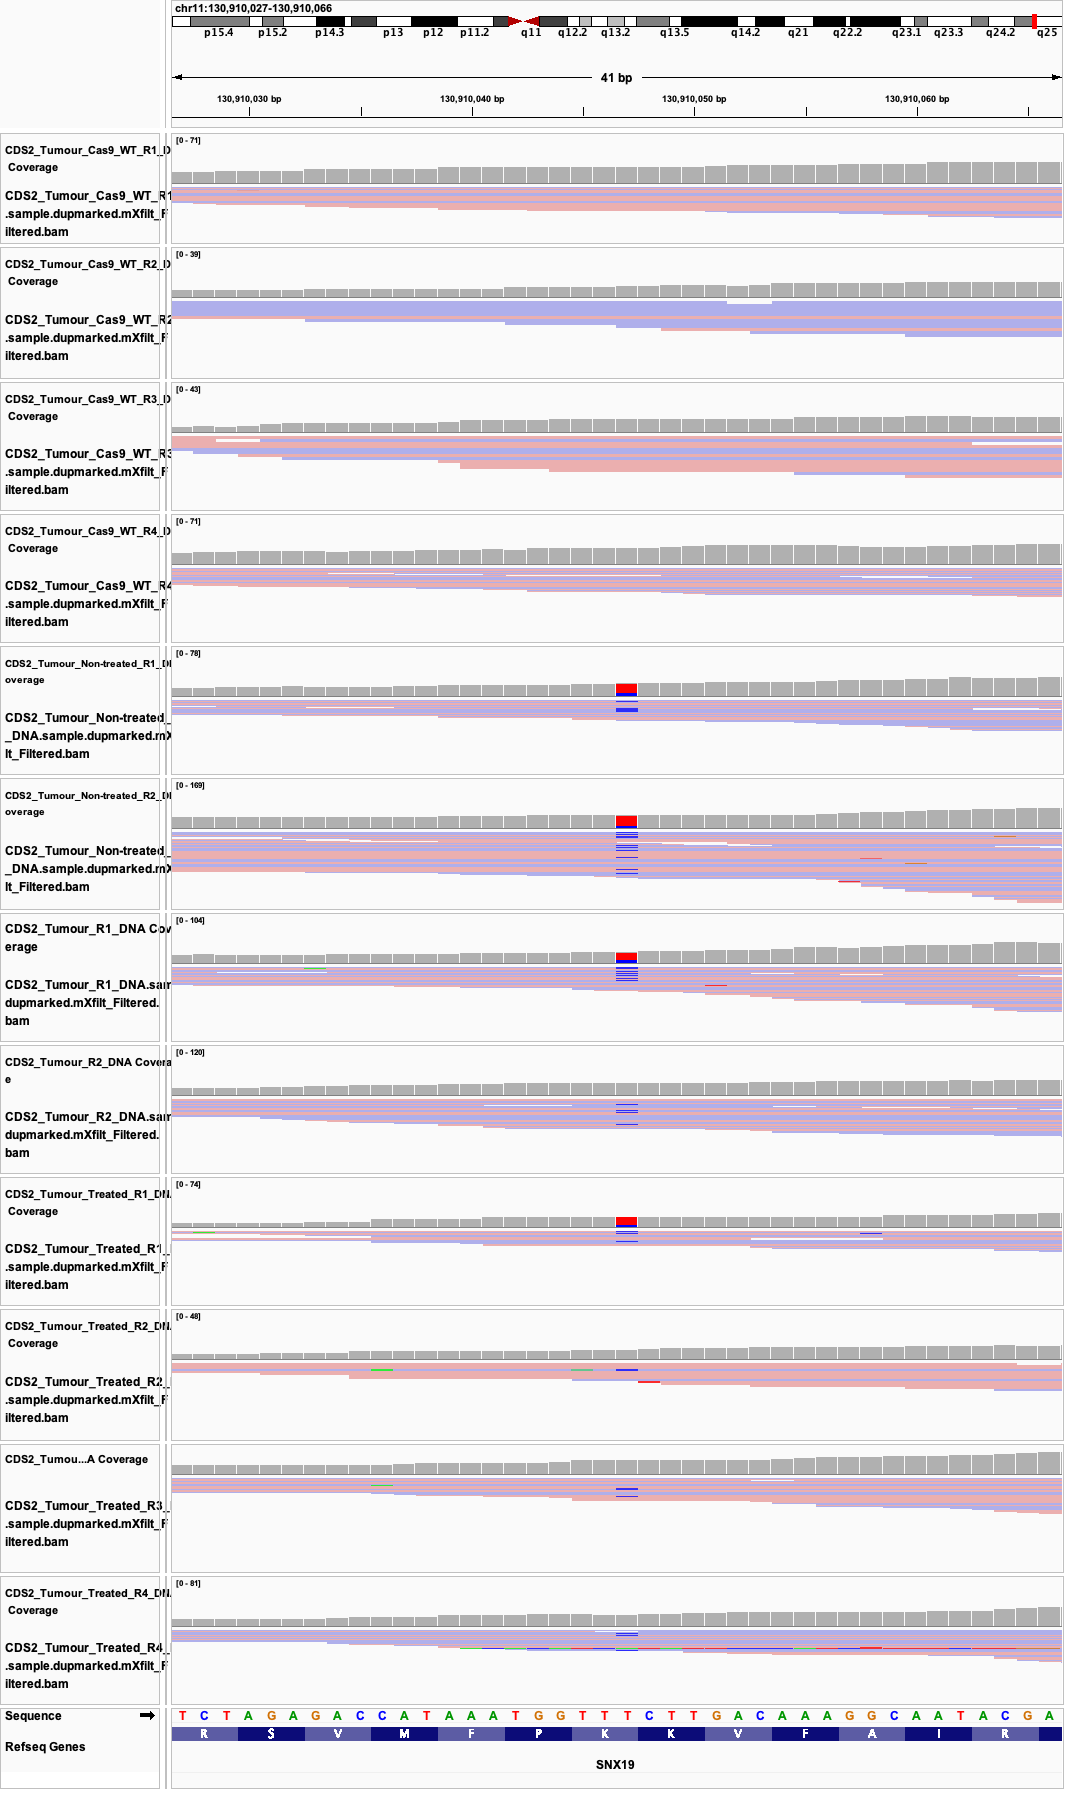 chr11:130,910,027-130,910,066
p15.4 p15.2 p14.3 p13 p12 p11.2 q11 q12.2 q13.2 q13.5 q14.2 q21 q22.2 q23.1 q23.3 q24.2 q25
41 bp
130,910,030 bp 130,910,040 bp 130,910,050 bp 130,910,060 bp
CDS2_Tumour_Cas9_WT_R1_D
Coverage
[0 - 71]
CDS2_Tumour_Cas9_WT_R1
.sample.dupmarked.mXfilt_F
iltered.bam
CDS2_Tumour_Cas9_WT_R2_D
Coverage
[0 - 39]
CDS2_Tumour_Cas9_WT_R2
.sample.dupmarked.mXfilt_F
iltered.bam
CDS2_Tumour_Cas9_WT_R3_D
Coverage
[0 - 43]
CDS2_Tumour_Cas9_WT_R3
.sample.dupmarked.mXfilt_F
iltered.bam
CDS2_Tumour_Cas9_WT_R4_D
Coverage
[0 - 71]
CDS2_Tumour_Cas9_WT_R4
.sample.dupmarked.mXfilt_F
iltered.bam
CDS2_Tumour_Non-treated_R1_D
overage
[0 - 78]
CDS2_Tumour_Non-treated_
_DNA.sample.dupmarked.mX
lt_Filtered.bam
CDS2_Tumour_Non-treated_R2_D
overage
[0 - 169]
CDS2_Tumour_Non-treated_
_DNA.sample.dupmarked.mX
lt_Filtered.bam
CDS2_Tumour_R1_DNA Cov
erage
[0 - 104]
CDS2_Tumour_R1_DNA.sam
dupmarked.mXfilt_Filtered.
bam
CDS2_Tumour_R2_DNA Covera
e
[0 - 120]
CDS2_Tumour_R2_DNA.sam
dupmarked.mXfilt_Filtered.
bam
CDS2_Tumour_Treated_R1_DN
Coverage
[0 - 74]
CDS2_Tumour_Treated_R1_
.sample.dupmarked.mXfilt_F
iltered.bam
CDS2_Tumour_Treated_R2_DN
Coverage
[0 - 48]
CDS2_Tumour_Treated_R2_
.sample.dupmarked.mXfilt_F
iltered.bam
CDS2_Tumou...A Coverage
CDS2_Tumour_Treated_R3_
.sample.dupmarked.mXfilt_F
iltered.bam
CDS2_Tumour_Treated_R4_DN
Coverage
[0 - 81]
CDS2_Tumour_Treated_R4_
.sample.dupmarked.mXfilt_F
iltered.bam
Sequence T C T A G A G A C C A T A A A T G G T T T C T T G A C A A A G G C A A T A C G A
Refseq Genes R S V M F P K K V F A I R
SNX19